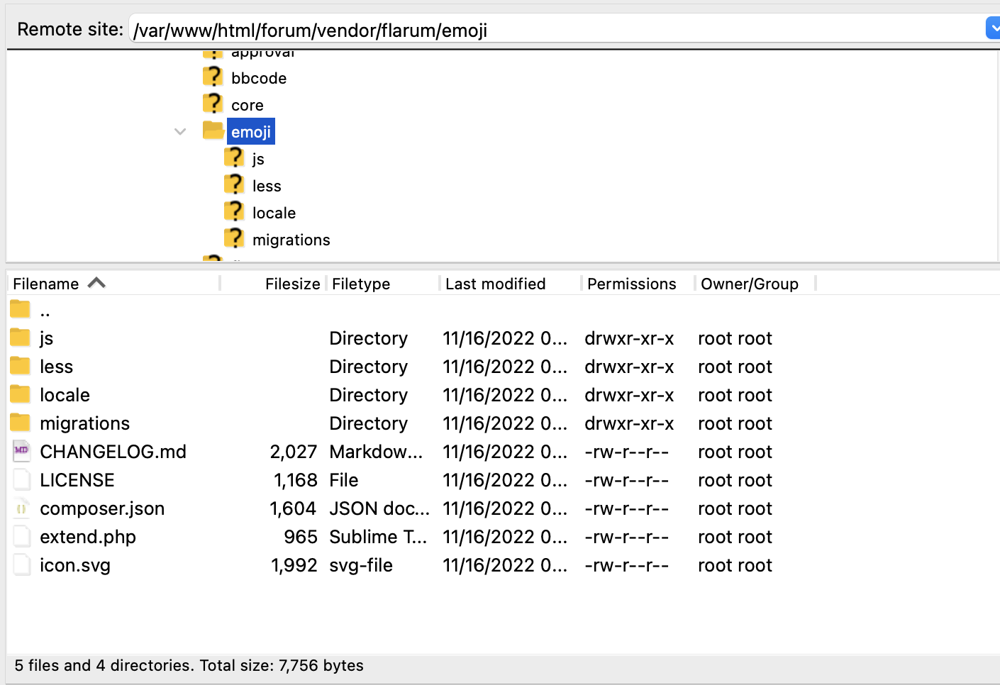 Remote site: /var/www/html/forum/vendor/flarum/emoji
approval
bbcode
core
emoji
js
less
locale
migrations
Filename Filesize Filetype Last modified Permissions Owner/Group
..
js Directory 11/16/2022 0... drwxr-xr-x root root
less Directory 11/16/2022 0... drwxr-xr-x root root
locale Directory 11/16/2022 0... drwxr-xr-x root root
migrations Directory 11/16/2022 0... drwxr-xr-x root root
CHANGELOG.md 2,027 Markdow... 11/16/2022 0... -rw-r--r-- root root
LICENSE 1,168 File 11/16/2022 0... -rw-r--r-- root root
composer.json 1,604 JSON doc... 11/16/2022 0... -rw-r--r-- root root
extend.php 965 Sublime T... 11/16/2022 0... -rw-r--r-- root root
icon.svg 1,992 svg-file 11/16/2022 0... -rw-r--r-- root root
5 files and 4 directories. Total size: 7,756 bytes